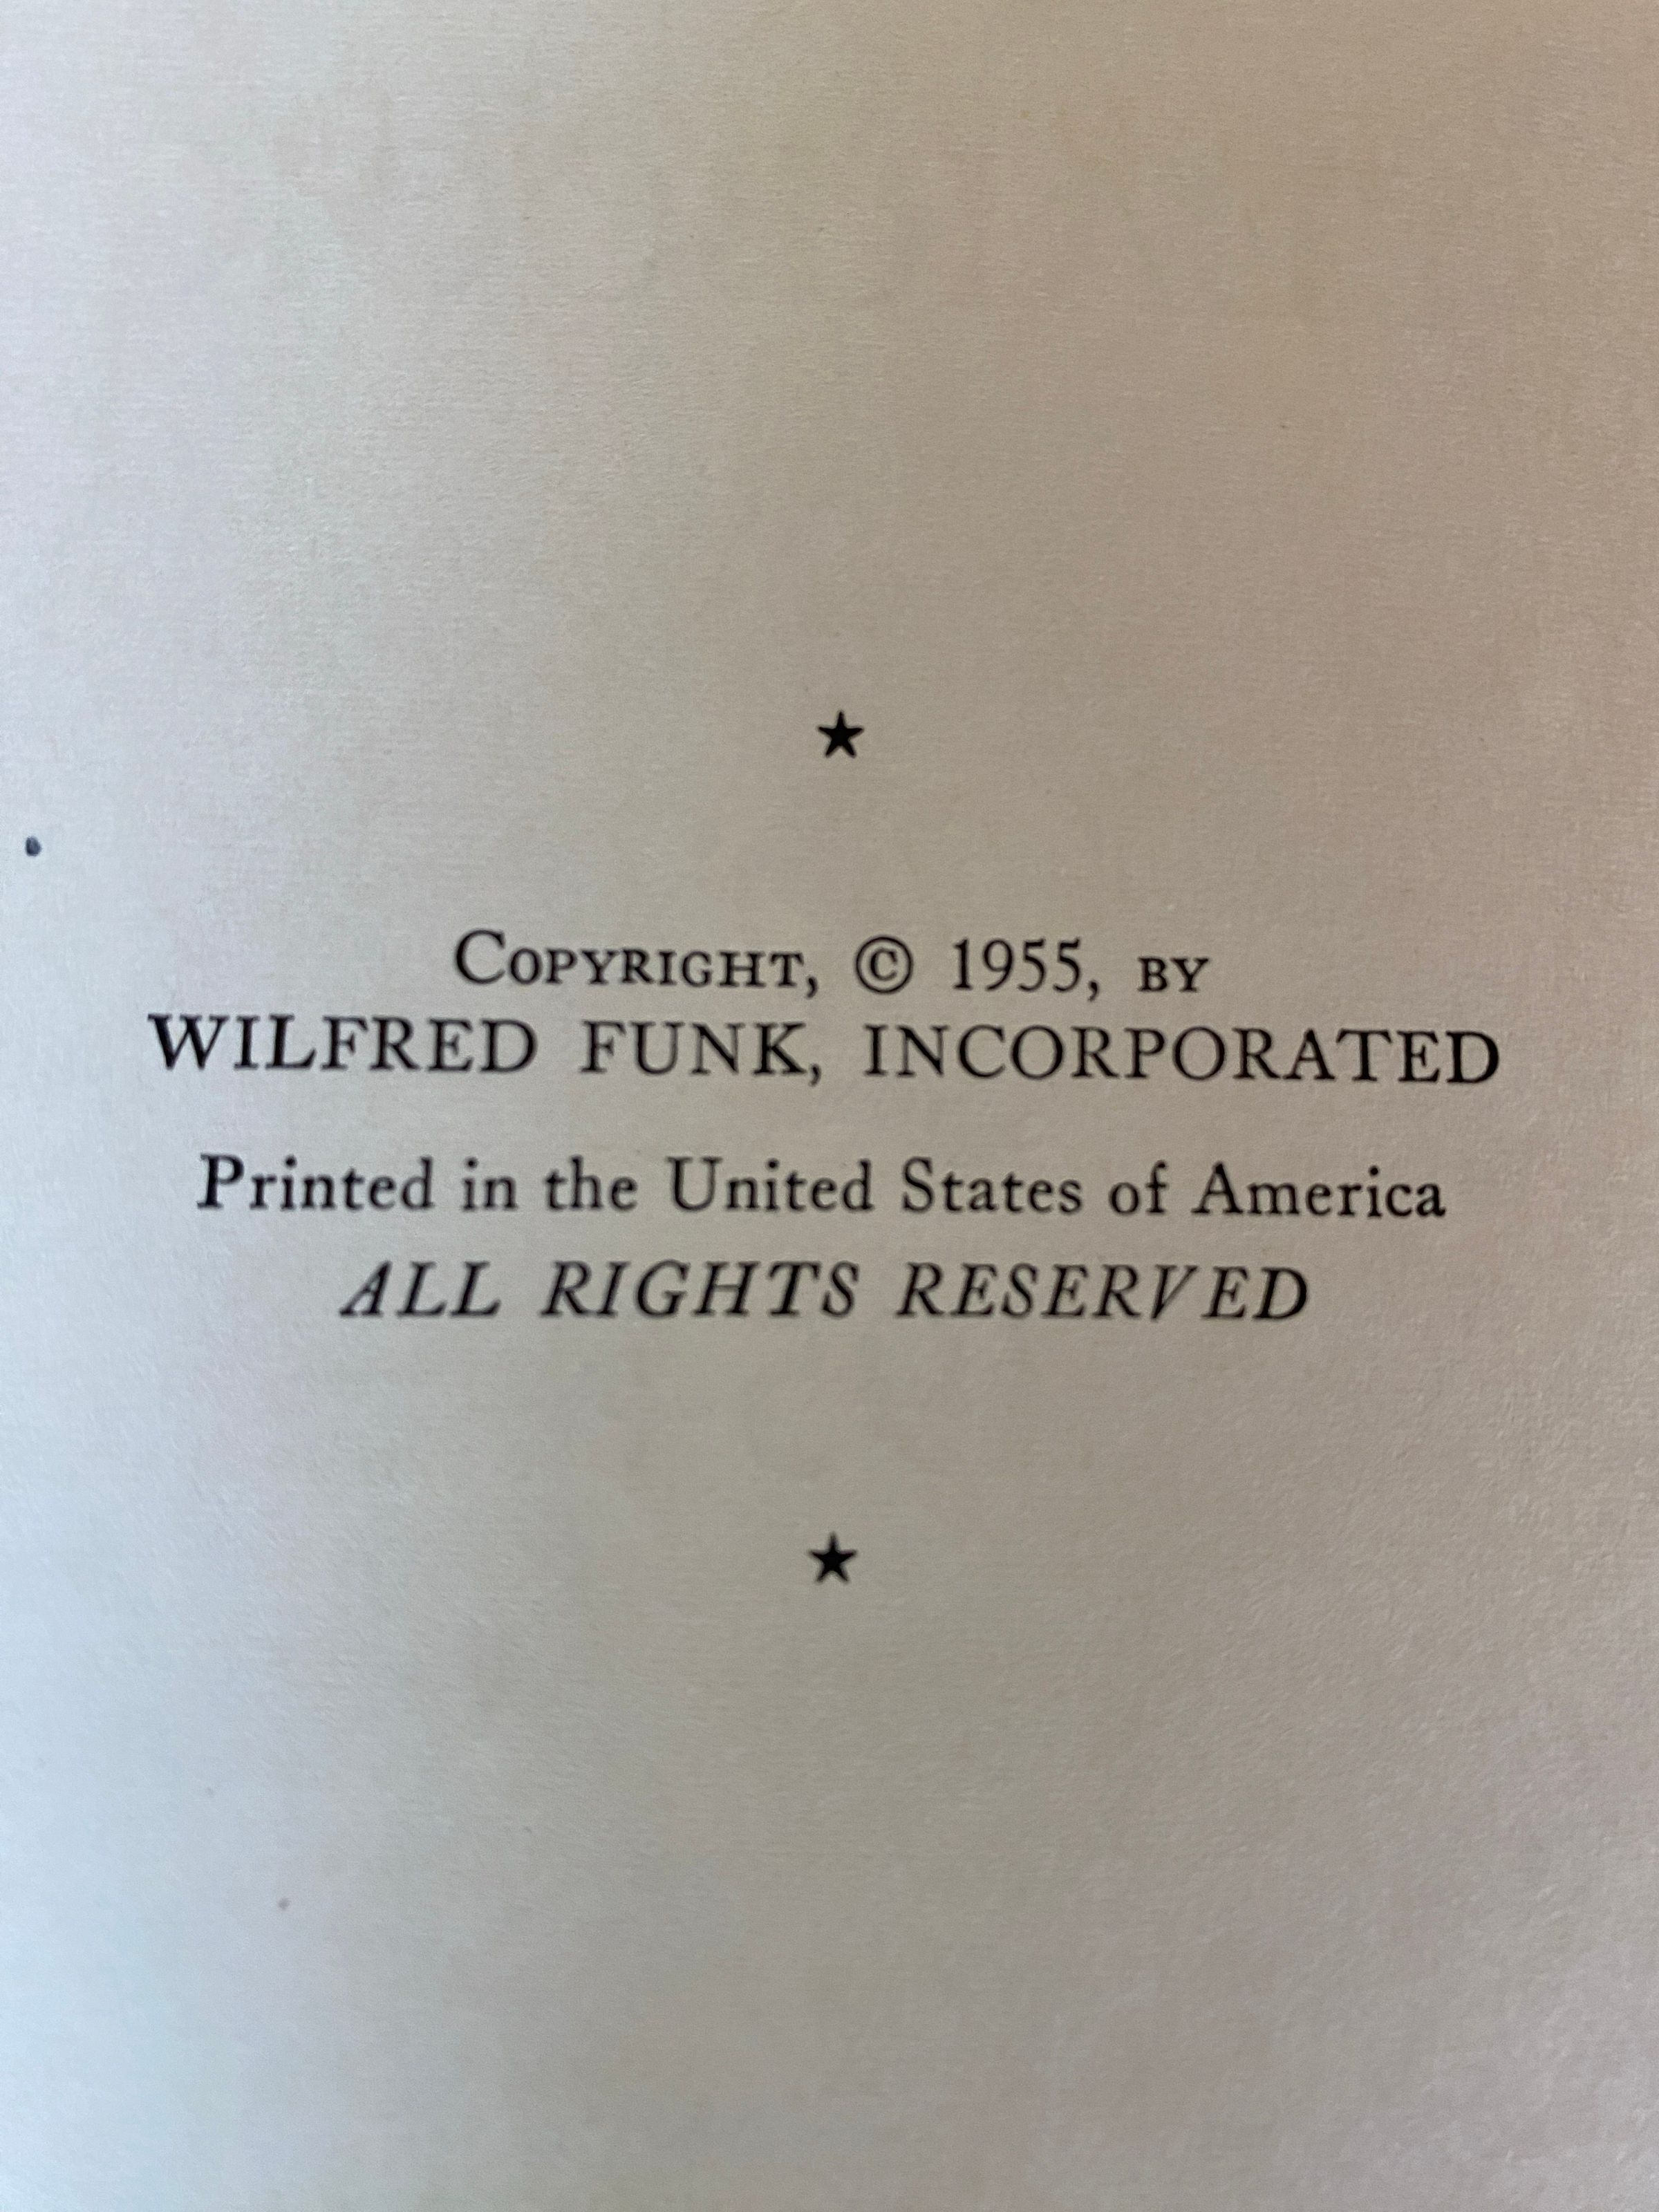 ★
Copyright, © 1955, by
WILFRED FUNK, INCORPORATED
Printed in the United States of America
ALL RIGHTS RESERVED
★